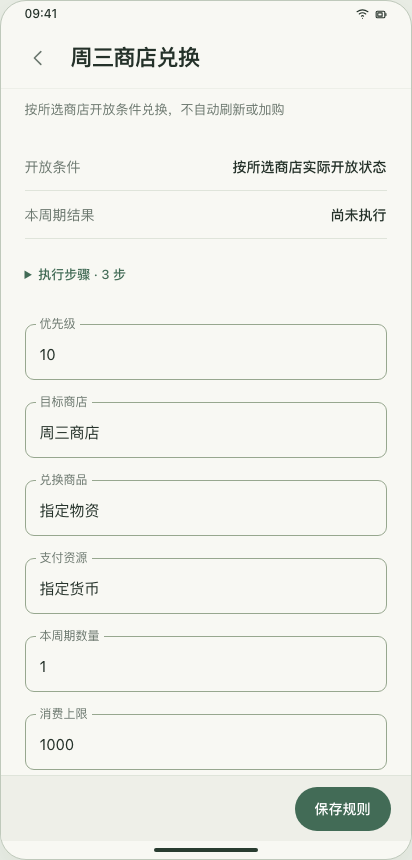 09:41
周三商店兑换
按所选商店开放条件兑换，不自动刷新或加购
开放条件 按所选商店实际开放状态
本周期结果 尚未执行
执行步骤 · 3 步
优先级
10
目标商店
周三商店
兑换商品
指定物资
支付资源
指定货币
本周期数量
1
消费上限
1000
保存规则